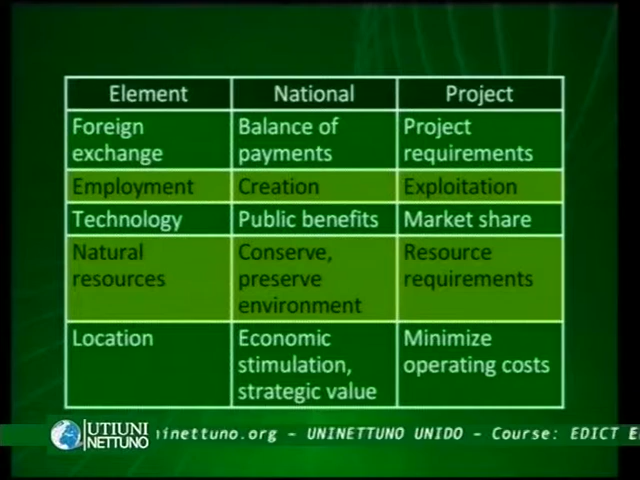 Element National Project
Foreign exchange Balance of payments Project requirements
Employment Creation Exploitation
Technology Public benefits Market share
Natural resources Conserve, preserve environment Resource requirements
Location Economic stimulation, strategic value Minimize operating costs
UTIUNI
NETTUNO
inettuno.org – UNINETTUNO UNIDO – Course: EDICT